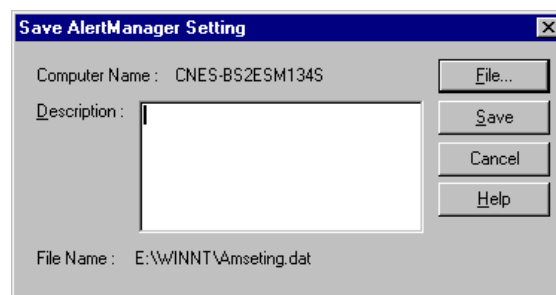 Save AlertManager Setting
Computer Name : CNES-BS2ESM134S
File...
Description :
Save
Cancel
Help
File Name : E:\WINNT\Amseting.dat